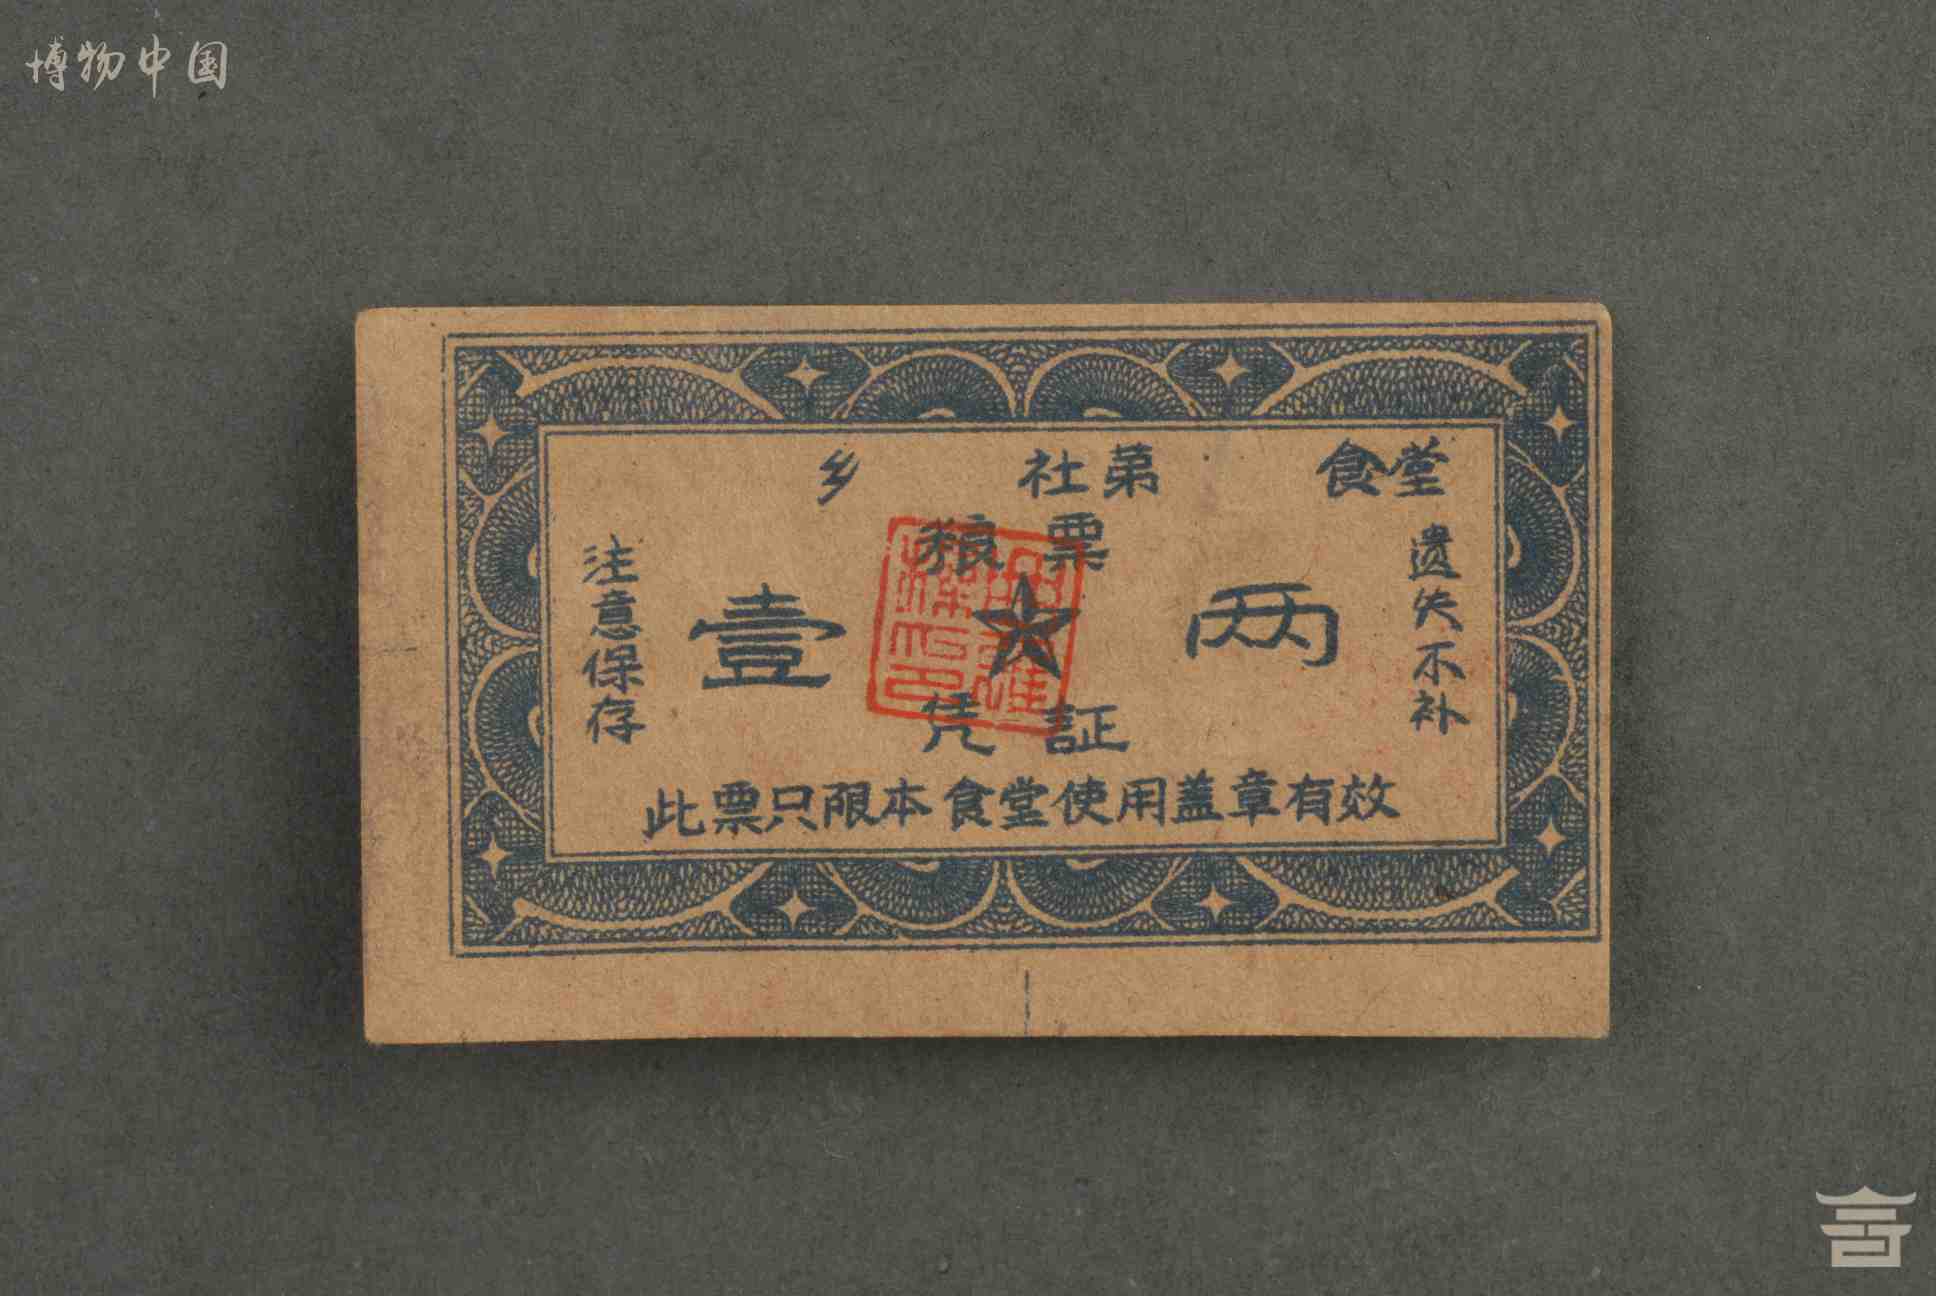 博物中国
乡 社第 食堂
粮票
壹 两
凭証
注意保存
遗失不补
此票只限本食堂使用盖章有效